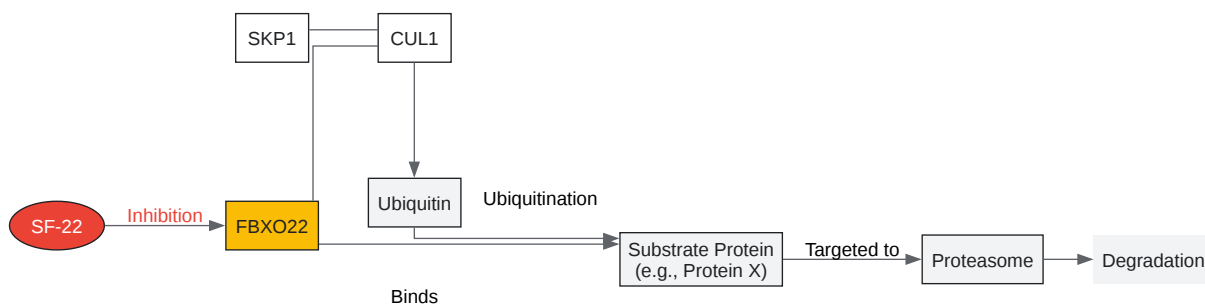 SKP1
CUL1
Ubiquitin
Ubiquitination
SF-22
Inhibition
FBXO22
Substrate Protein
(e.g., Protein X)
Targeted to
Proteasome
Degradation
Binds